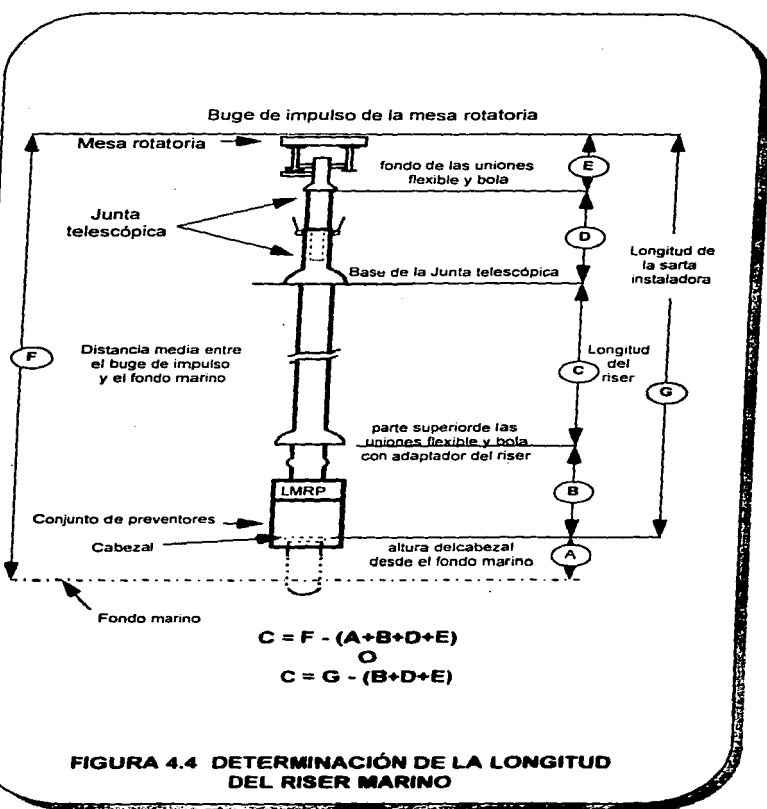 Buge de impulso de la mesa rotatoria
Mesa rotatoria
fondo de las uniones
flexible y bola
E
Junta
telescópica
D
Longitud de
la sarta
instaladora
Base de la Junta telescópica
F
Distancia media entre
el buge de impulso
y el fondo marino
Longitud
del
riser
C
G
parte superiorde las
uniones flexible y bola
con adaptador del riser
LMRP
B
Conjunto de preventores
Cabezal
altura delcabezal
desde el fondo marino
A
Fondo marino
C = F - (A+B+D+E)
O
C = G - (B+D+E)
FIGURA 4.4 DETERMINACIÓN DE LA LONGITUD
DEL RISER MARINO